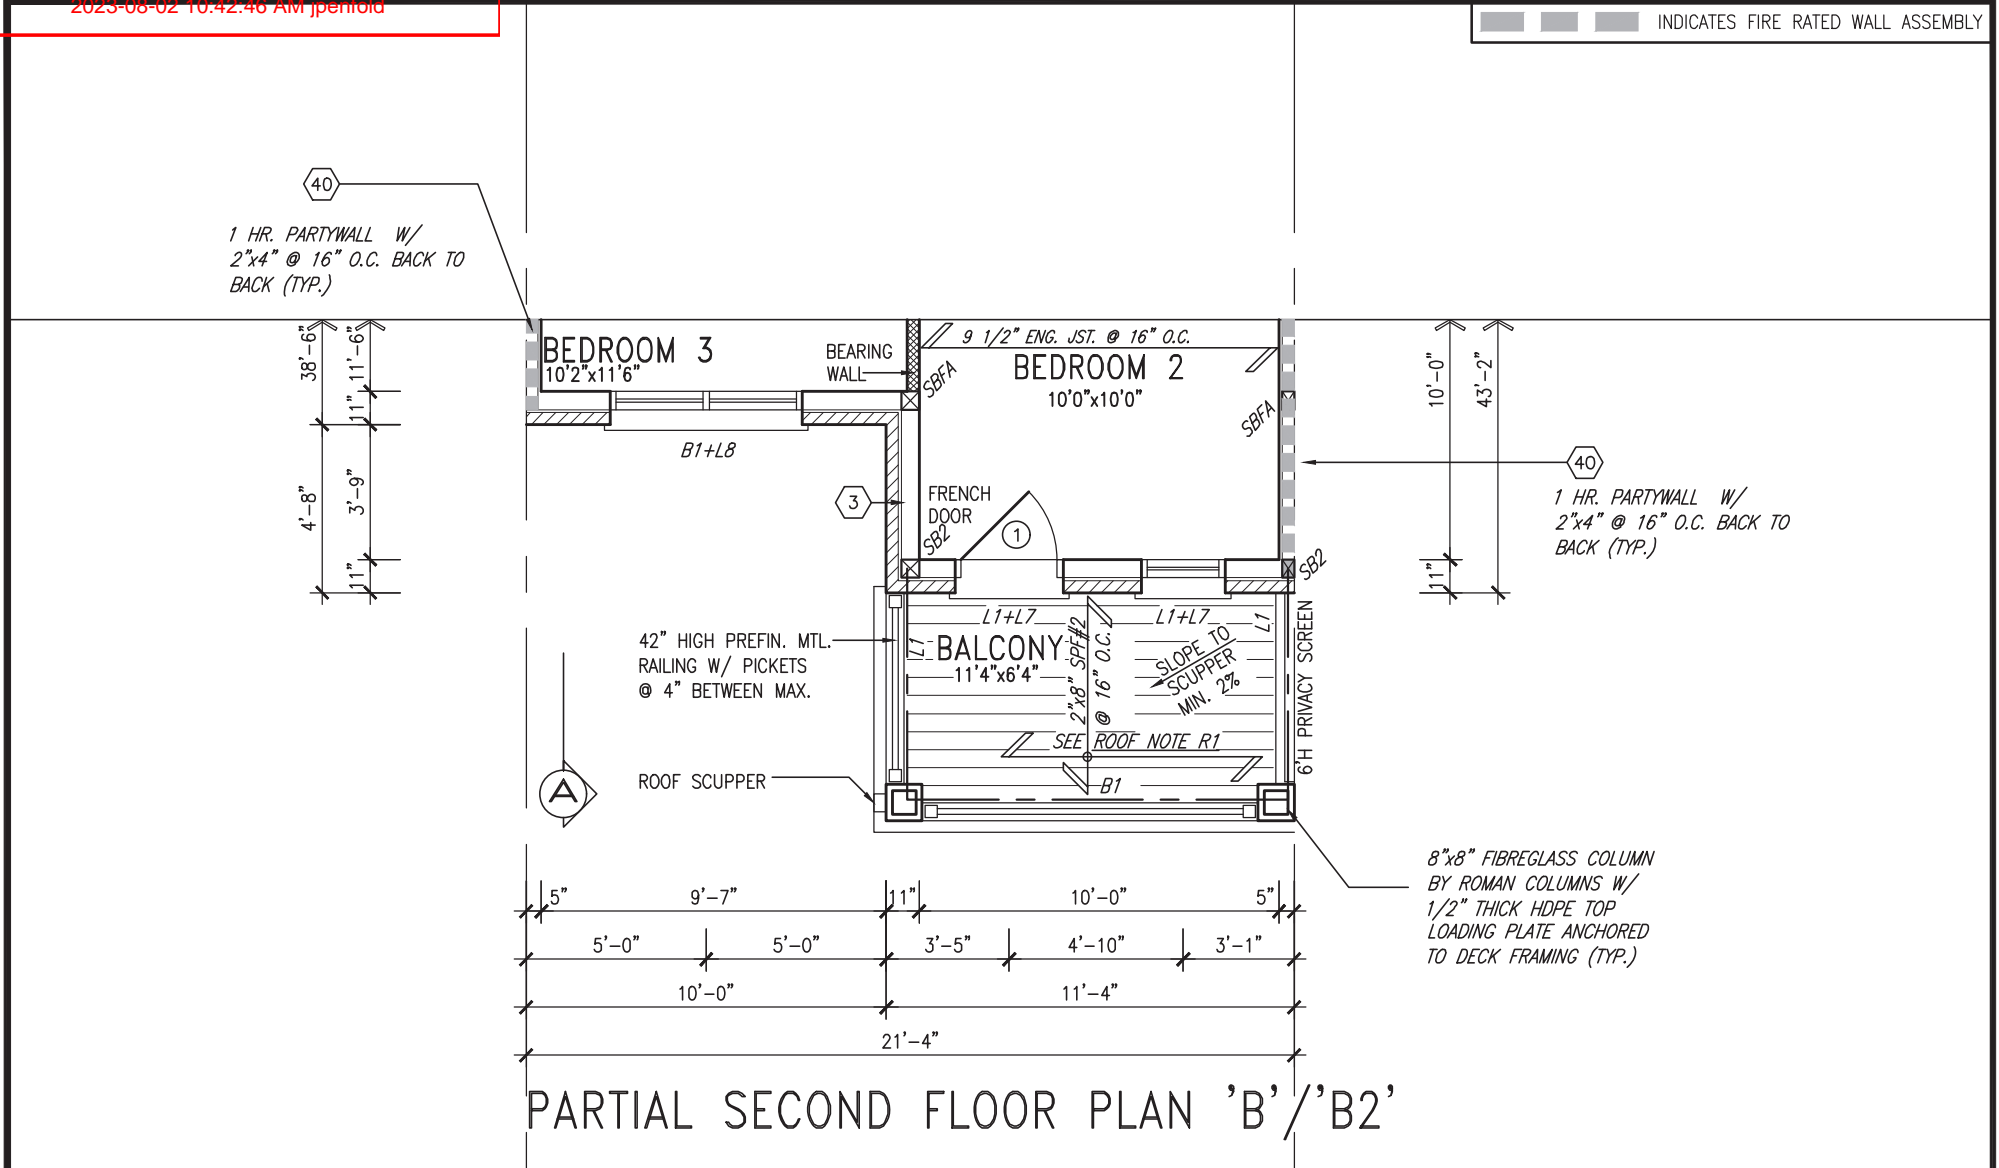 2023-08-02 10:42:46 AM jpenfold
INDICATES FIRE RATED WALL ASSEMBLY
40
1 HR. PARTYWALL W/
2"x4" @ 16" O.C. BACK TO
BACK (TYP.)
38'-6"
11'-6"
11"
4'-8"
3'-9"
11"
BEDROOM 3
10'2"x11'6"
BEARING
WALL
SBFA
9 1/2" ENG. JST. @ 16" O.C.
BEDROOM 2
10'0"x10'0"
SBFA
10'-0"
43'-2"
11"
B1+L8
40
1 HR. PARTYWALL W/
2"x4" @ 16" O.C. BACK TO
BACK (TYP.)
3
FRENCH
DOOR
SB2
1
SB2
42" HIGH PREFIN. MTL.
RAILING W/ PICKETS
@ 4" BETWEEN MAX.
L1
L1+L7
L1+L7
L1
BALCONY
11'4"x6'4"
2"x8" SPF#2
@ 16" O.C.
SLOPE TO
SCUPPER
MIN. 2%
6'H PRIVACY SCREEN
SEE ROOF NOTE R1
B1
ROOF SCUPPER
A
8"x8" FIBREGLASS COLUMN
BY ROMAN COLUMNS W/
1/2" THICK HDPE TOP
LOADING PLATE ANCHORED
TO DECK FRAMING (TYP.)
5" 9'-7" 11" 10'-0" 5"
5'-0" 5'-0" 3'-5" 4'-10" 3'-1"
10'-0" 11'-4"
21'-4"
PARTIAL SECOND FLOOR PLAN 'B'/'B2'